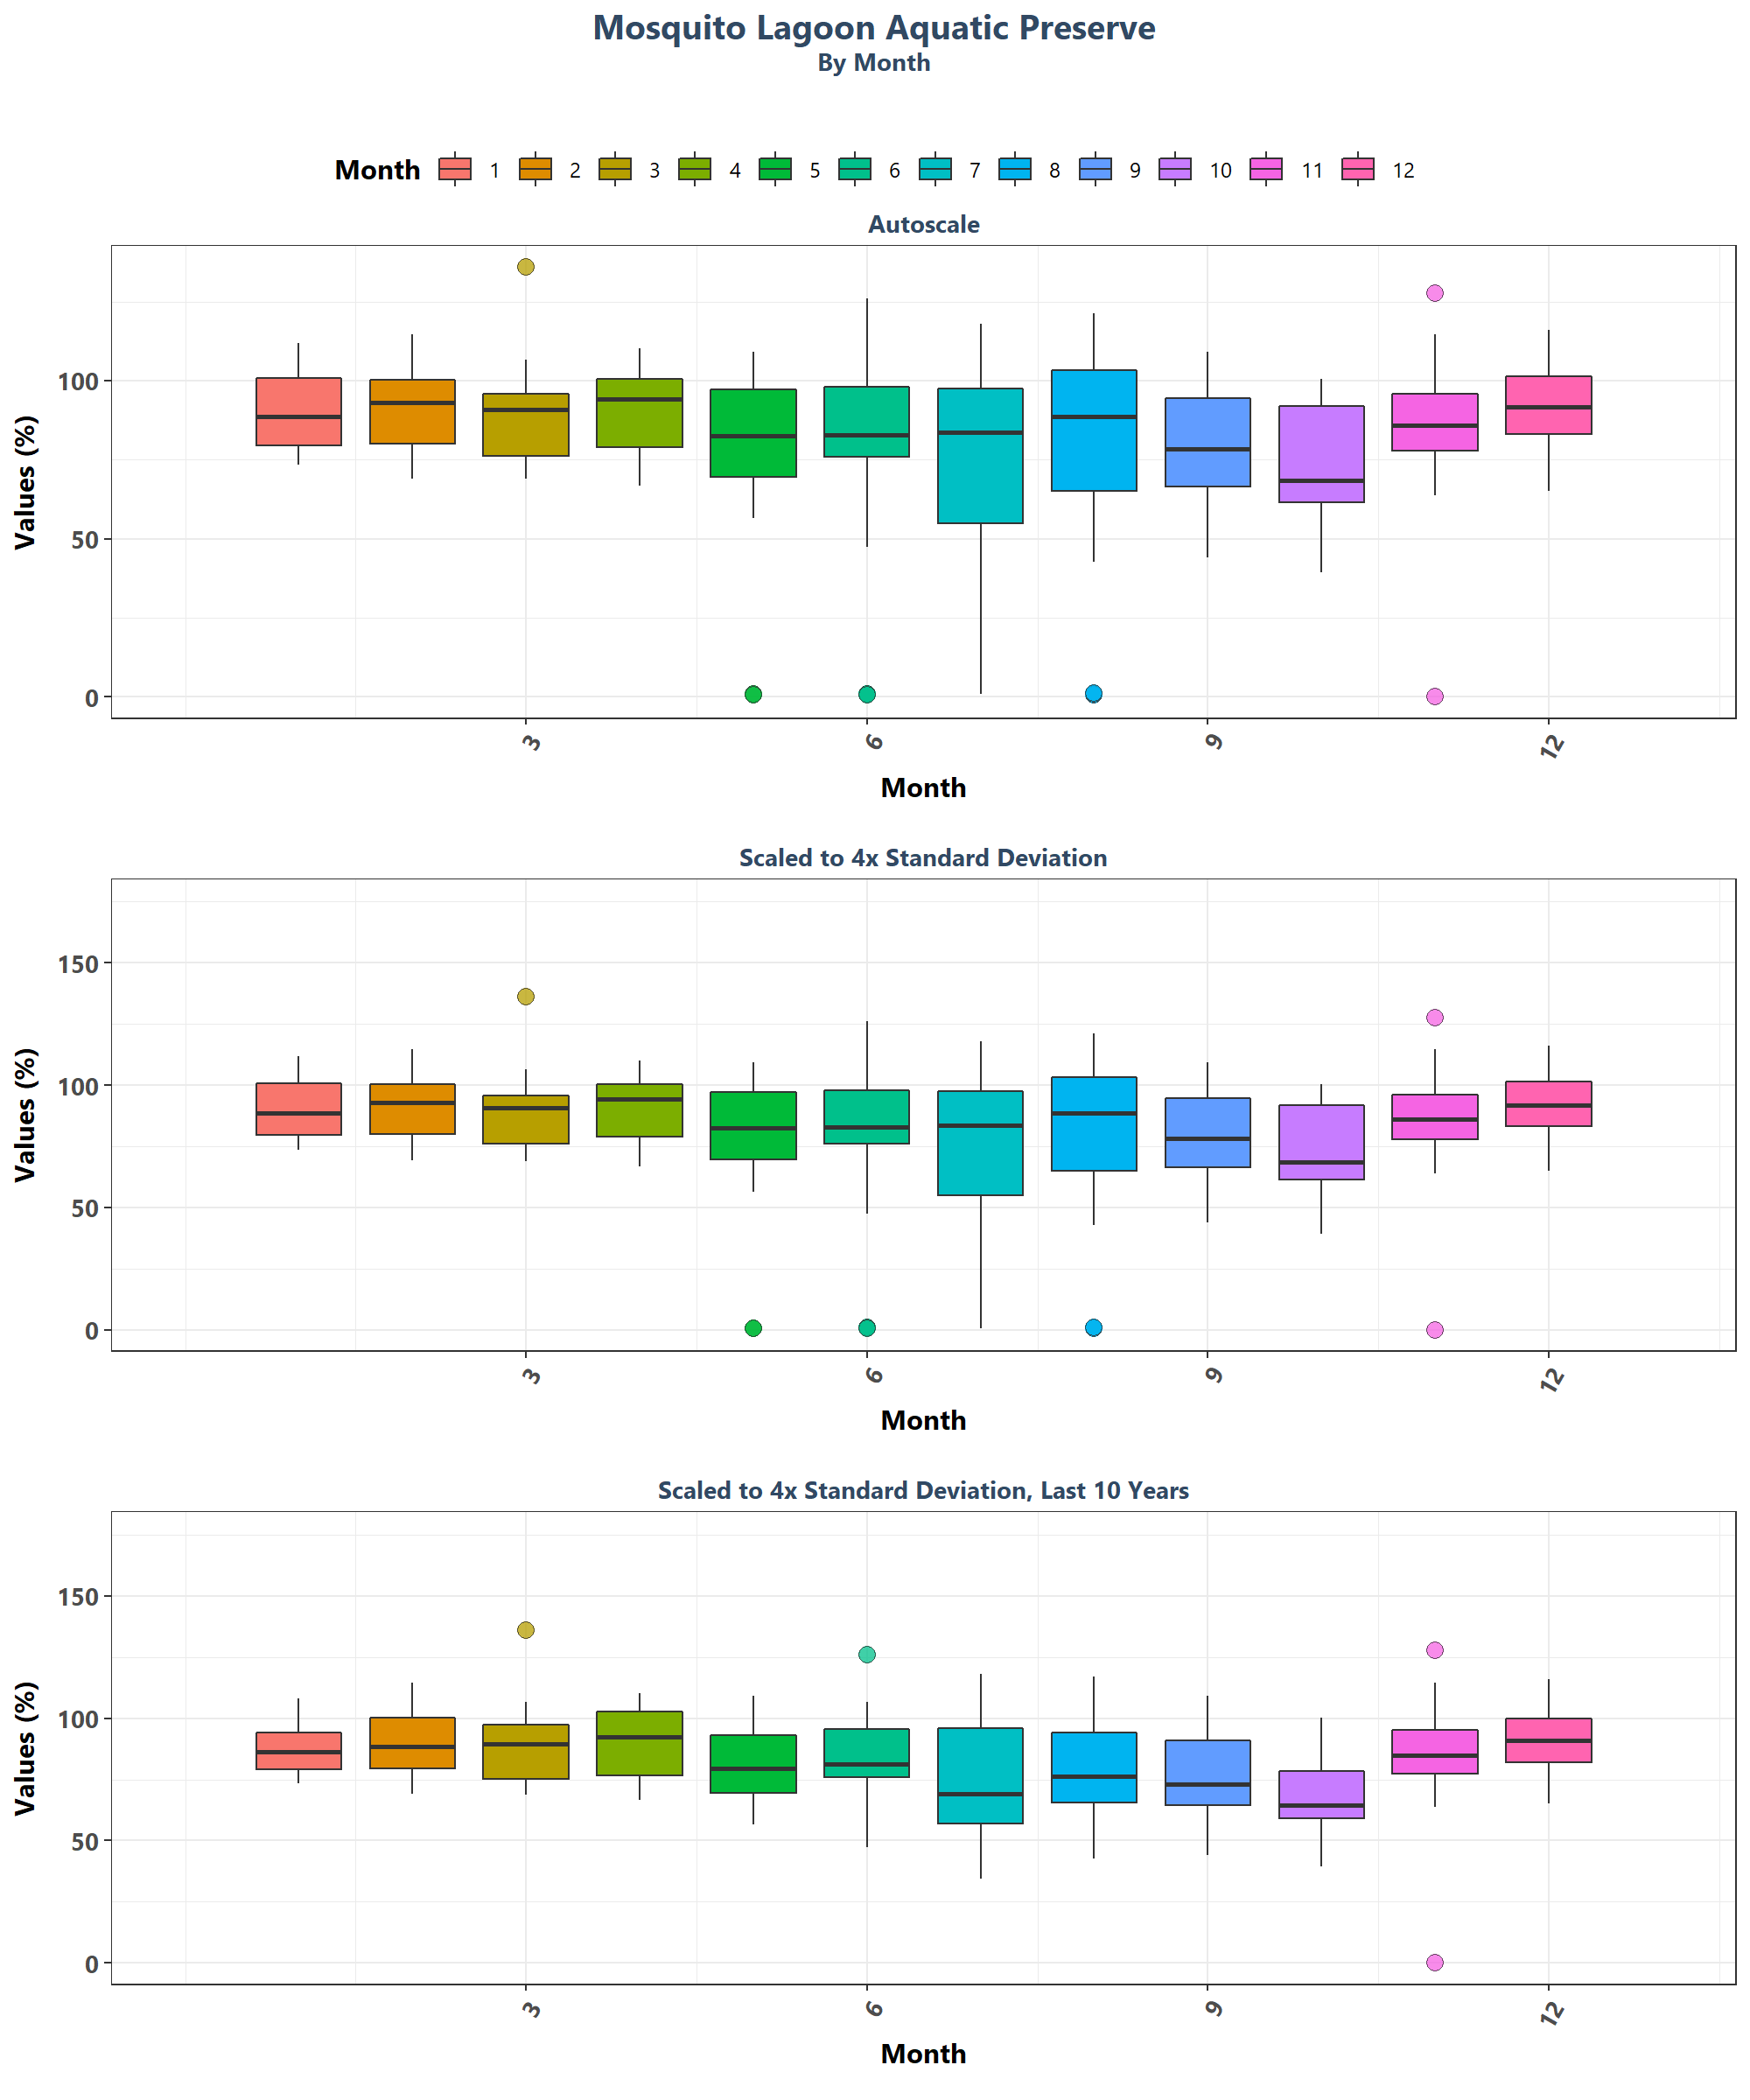 Mosquito Lagoon Aquatic Preserve
By Month
Month 1 2 3 4 5 6 7 8 9 10 11 12
Autoscale
Values (%)
100
50
0
3 6 9 12
Month
Scaled to 4x Standard Deviation
Values (%)
150
100
50
0
3 6 9 12
Month
Scaled to 4x Standard Deviation, Last 10 Years
Values (%)
150
100
50
0
3 6 9 12
Month